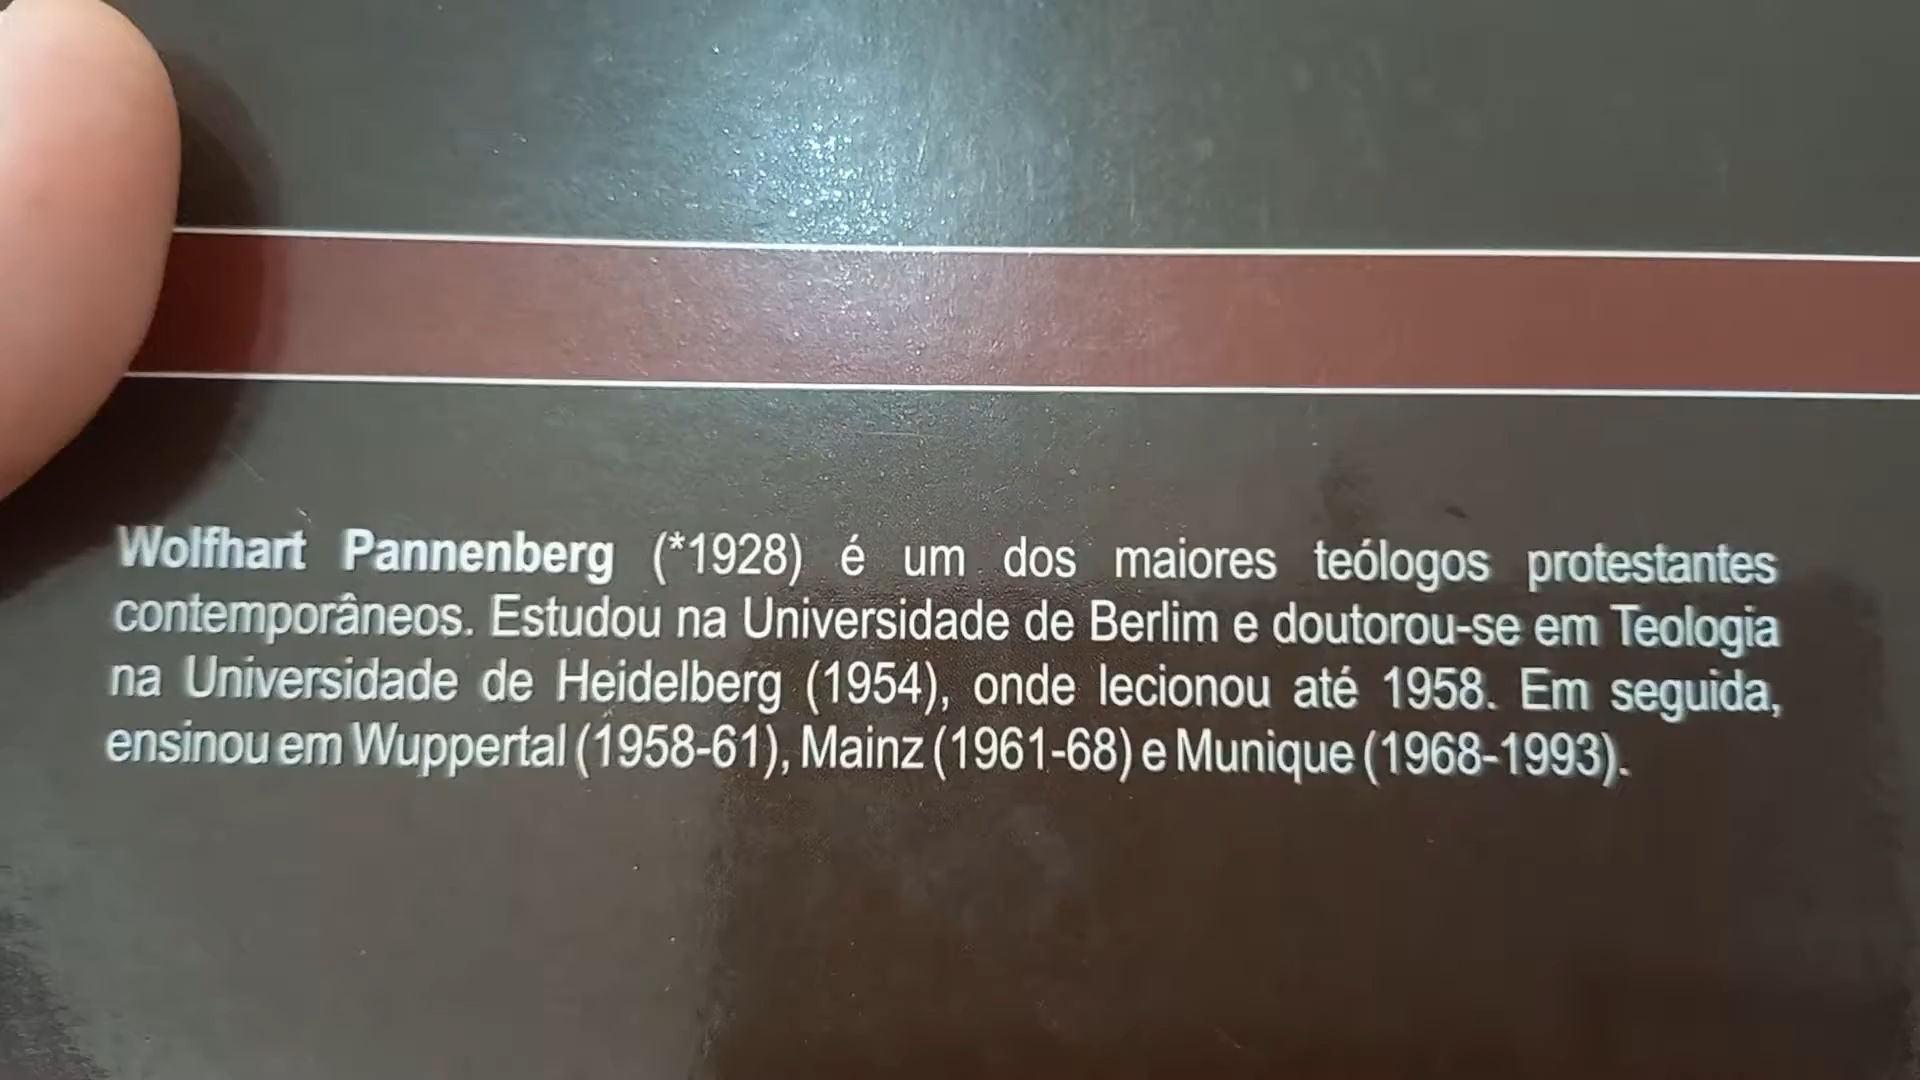 Wolfhart Pannenberg (*1928) é um dos maiores teólogos protestantes
contemporâneos. Estudou na Universidade de Berlim e doutorou-se em Teologia
na Universidade de Heidelberg (1954), onde lecionou até 1958. Em seguida,
ensinou em Wuppertal (1958-61), Mainz (1961-68) e Munique (1968-1993).